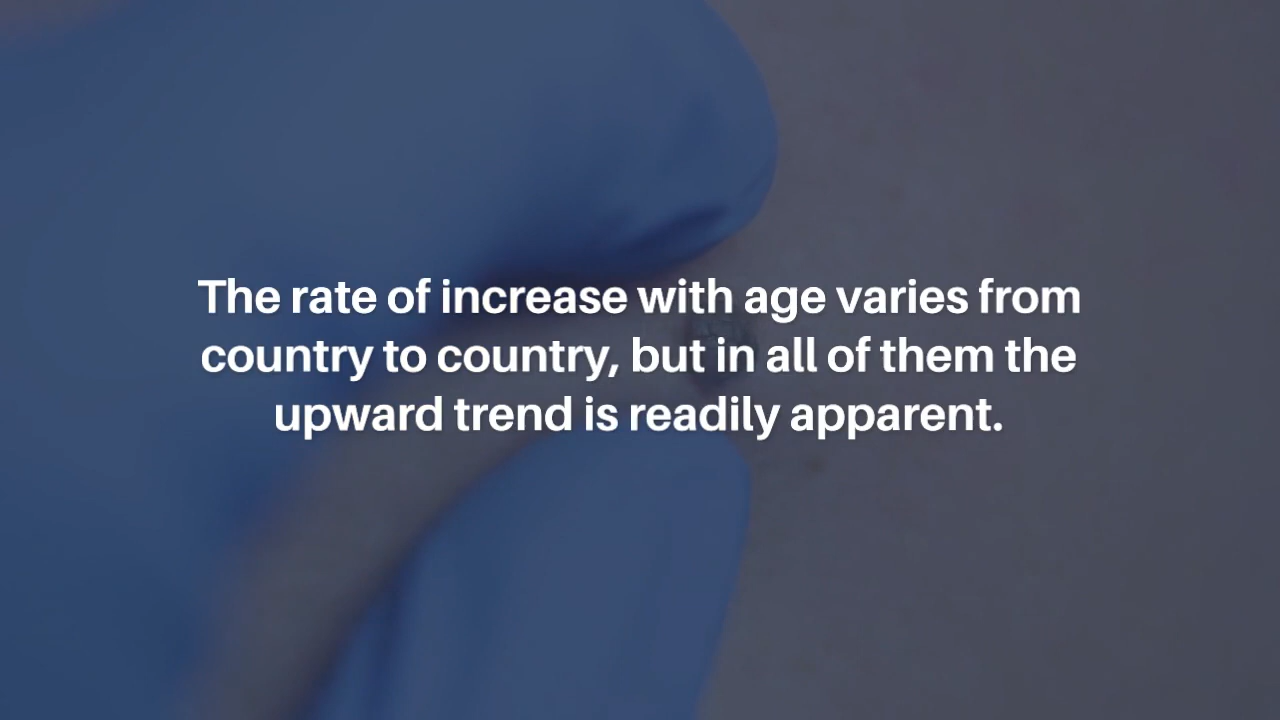 The rate of increase with age varies from
country to country, but in all of them the
upward trend is readily apparent.